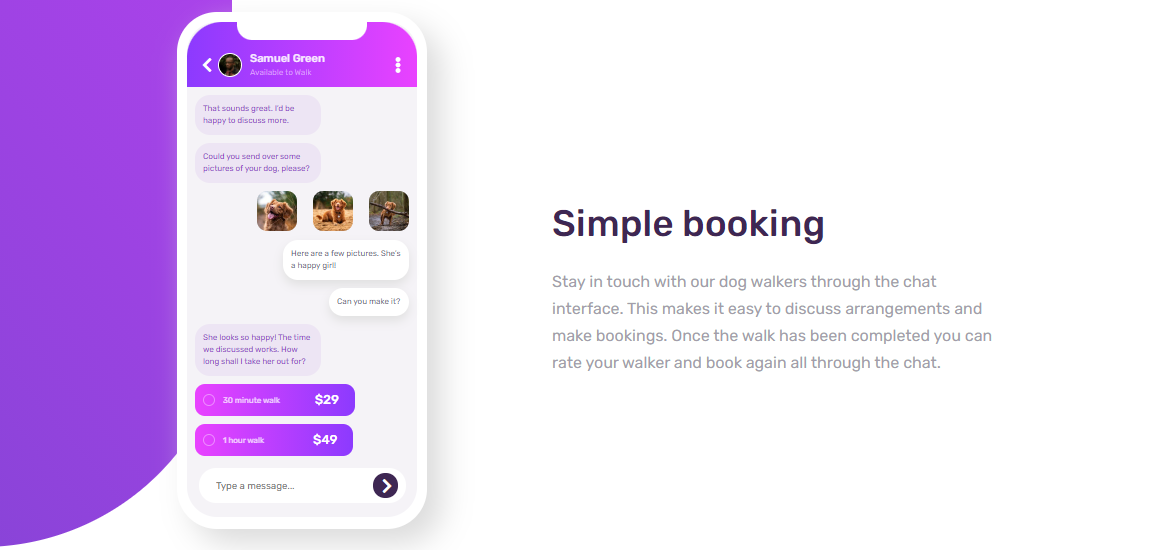 Samuel Green
Available to Walk
That sounds great. I'd be
happy to discuss more.
Could you send over some
pictures of your dog, please?
Here are a few pictures. She's
a happy girl!
Can you make it?
She looks so happy! The time
we discussed works. How
long shall I take her out for?
30 minute walk $29
1 hour walk $49
Type a message...
Simple booking
Stay in touch with our dog walkers through the chat
interface. This makes it easy to discuss arrangements and
make bookings. Once the walk has been completed you can
rate your walker and book again all through the chat.